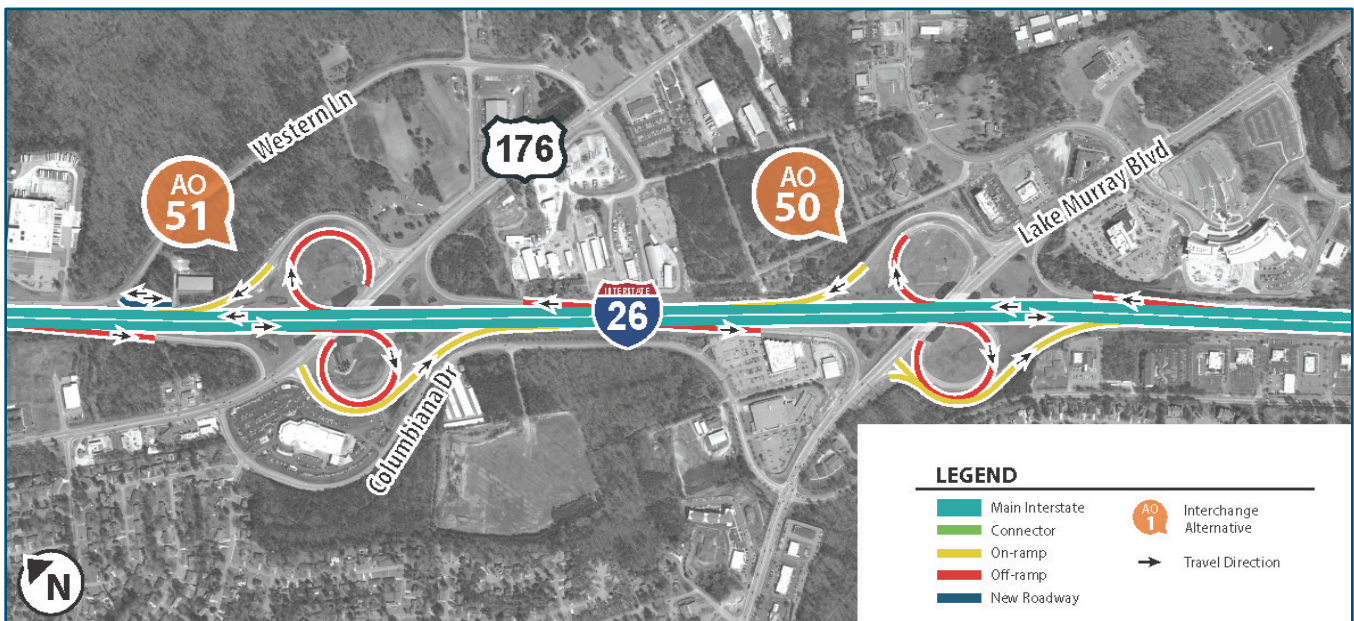 Western Ln
176
AO
51
AO
50
Lake Murray Blvd
INTERSTATE
26
Columbiana Dr
N
LEGEND
Main Interstate
Connector
On-ramp
Off-ramp
New Roadway
AO
1
Interchange
Alternative
Travel Direction